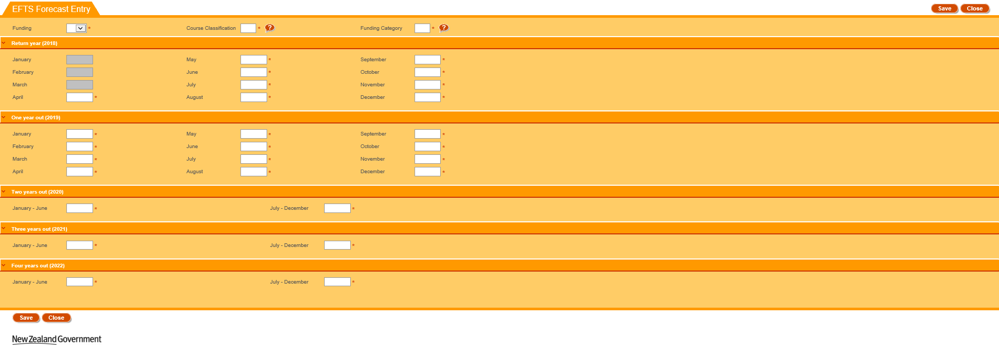 EFTS Forecast Entry
Save Close
Funding * Course Classification * ? Funding Category * ?
Return year (2018)
January May * September *
February June * October *
March July * November *
April * August * December *
One year out (2019)
January * May * September *
February * June * October *
March * July * November *
April * August * December *
Two years out (2020)
January - June * July - December *
Three years out (2021)
January - June * July - December *
Four years out (2022)
January - June * July - December *
Save Close
New Zealand Government